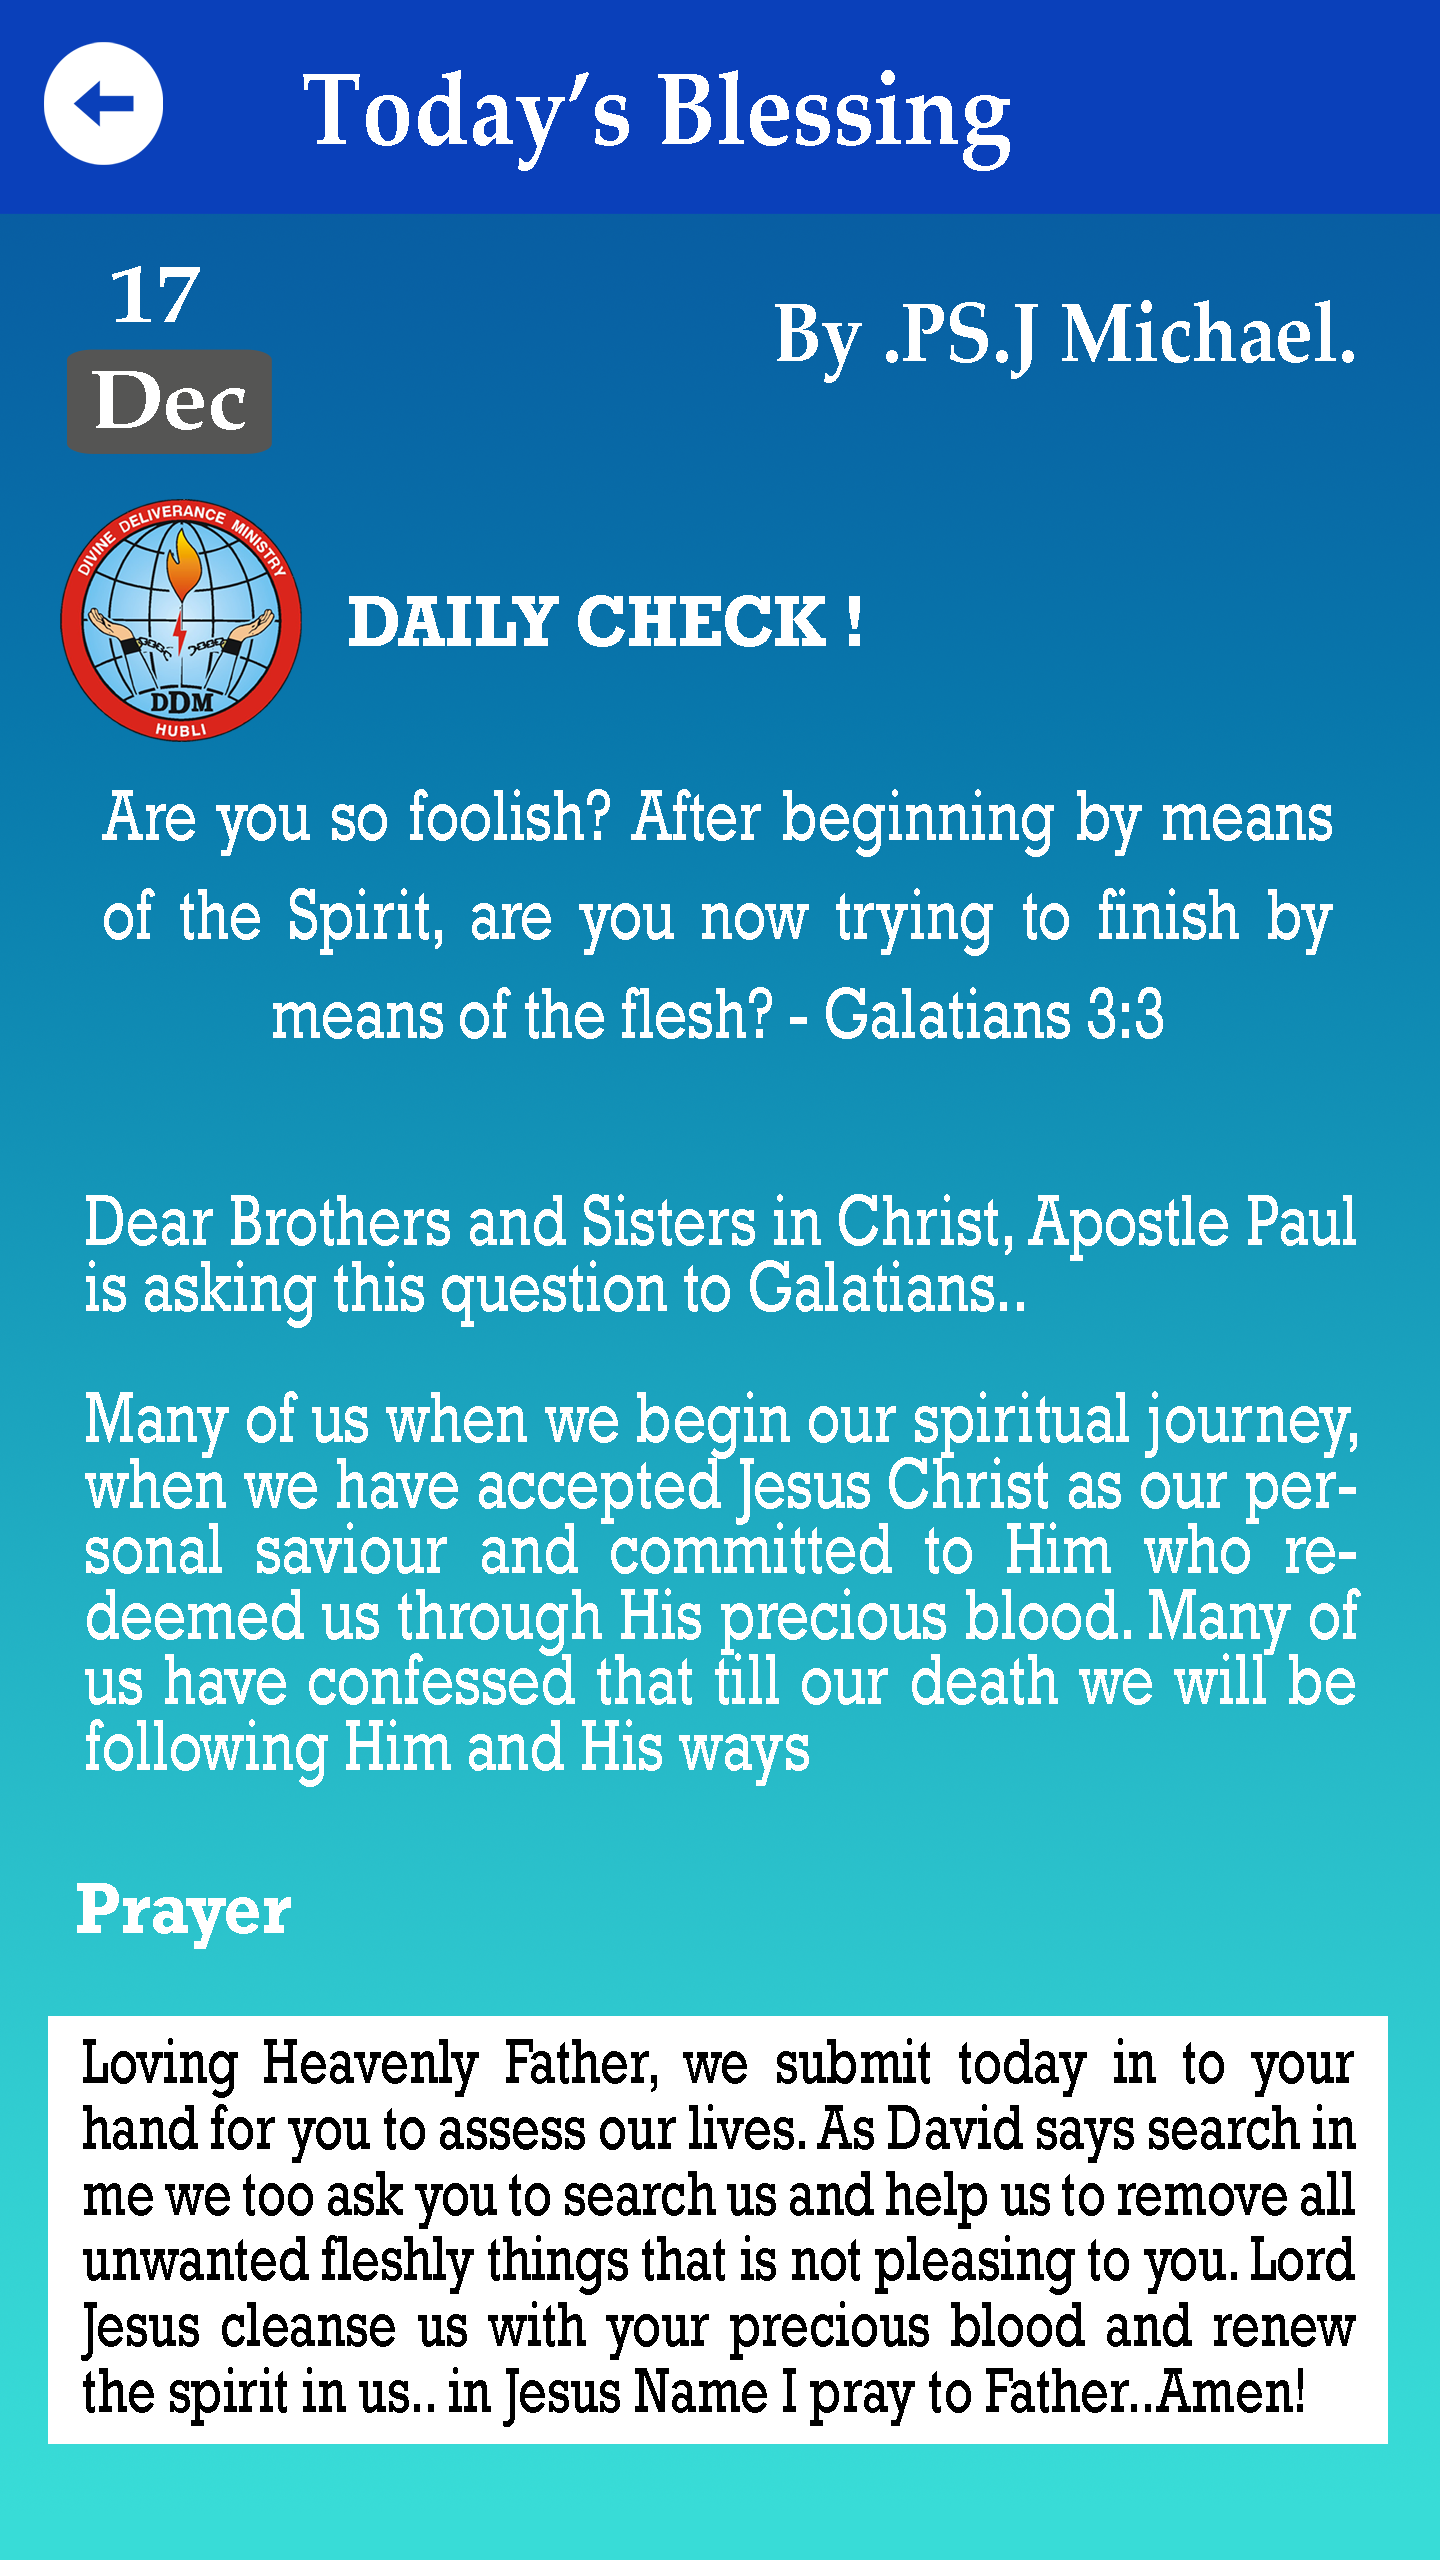 Today’s Blessing
17
Dec
By .PS.J Michael.
DIVINE DELIVERANCE MINISTRY
DDM
HUBLI
DAILY CHECK !
Are you so foolish? After beginning by means
of the Spirit, are you now trying to finish by
means of the flesh? - Galatians 3:3
Dear Brothers and Sisters in Christ, Apostle Paul
is asking this question to Galatians..
Many of us when we begin our spiritual journey,
when we have accepted Jesus Christ as our per-
sonal saviour and committed to Him who re-
deemed us through His precious blood. Many of
us have confessed that till our death we will be
following Him and His ways
Prayer
Loving Heavenly Father, we submit today in to your
hand for you to assess our lives. As David says search in
me we too ask you to search us and help us to remove all
unwanted fleshly things that is not pleasing to you. Lord
Jesus cleanse us with your precious blood and renew
the spirit in us.. in Jesus Name I pray to Father..Amen!